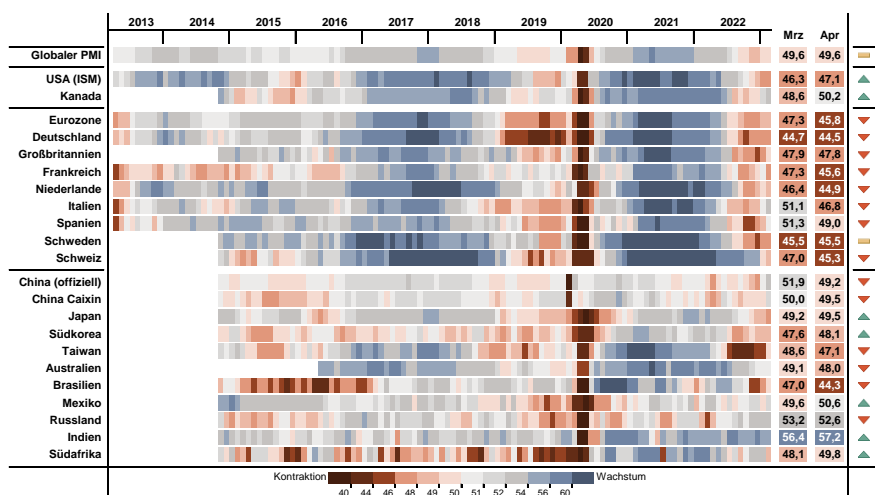 2013 2014 2015 2016 2017 2018 2019 2020 2021 2022
Mrz Apr
Globaler PMI 49,6 49,6
USA (ISM) 46,3 47,1
Kanada 48,6 50,2
Eurozone 47,3 45,8
Deutschland 44,7 44,5
Großbritannien 47,9 47,8
Frankreich 47,3 45,6
Niederlande 46,4 44,9
Italien 51,1 46,8
Spanien 51,3 49,0
Schweden 45,5 45,5
Schweiz 47,0 45,3
China (offiziell) 51,9 49,2
China Caixin 50,0 49,5
Japan 49,2 49,5
Südkorea 47,6 48,1
Taiwan 48,6 47,1
Australien 49,1 48,0
Brasilien 47,0 44,3
Mexiko 49,6 50,6
Russland 53,2 52,6
Indien 56,4 57,2
Südafrika 48,1 49,8
Kontraktion Wachstum
40 44 46 48 49 50 51 52 54 56 60